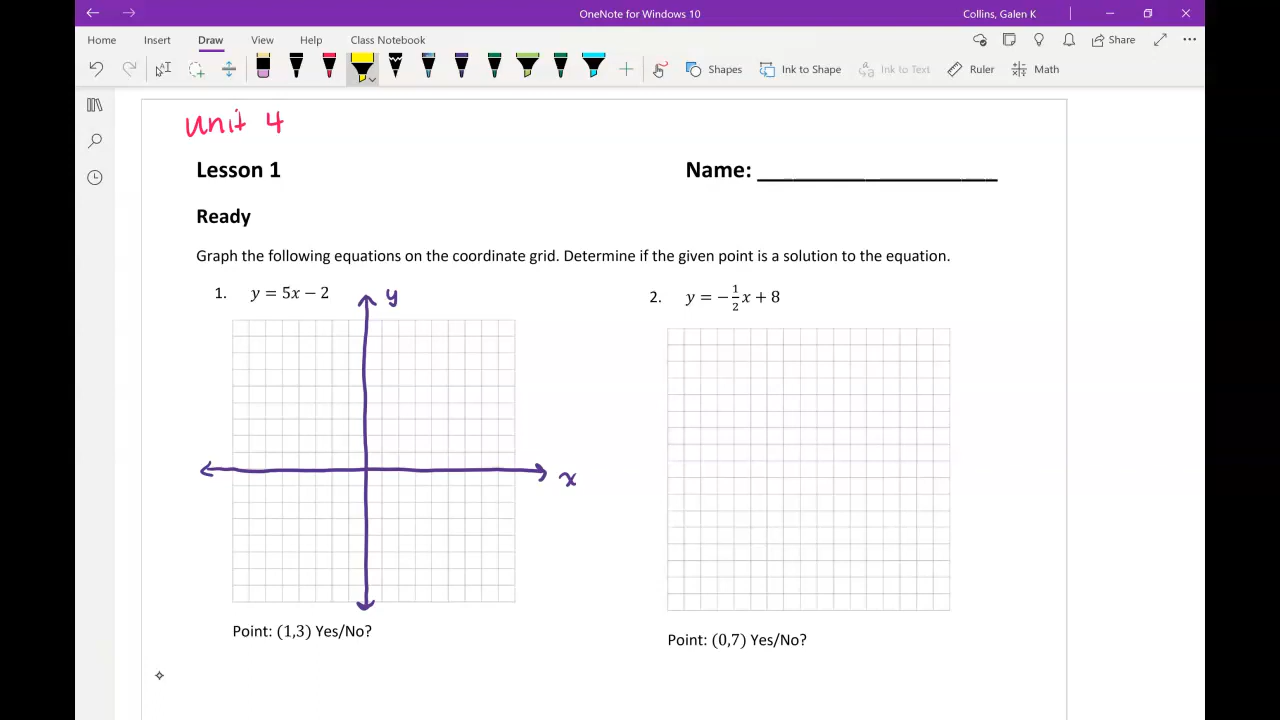 OneNote for Windows 10
Collins, Galen K
Home Insert Draw View Help Class Notebook
Share
Shapes Ink to Shape Ink to Text Ruler Math
Unit 4
Lesson 1
Name: ____________________
Ready
Graph the following equations on the coordinate grid. Determine if the given point is a solution to the equation.
1. y = 5x − 2
y
x
Point: (1,3) Yes/No?
2. y = −1/2x + 8
Point: (0,7) Yes/No?